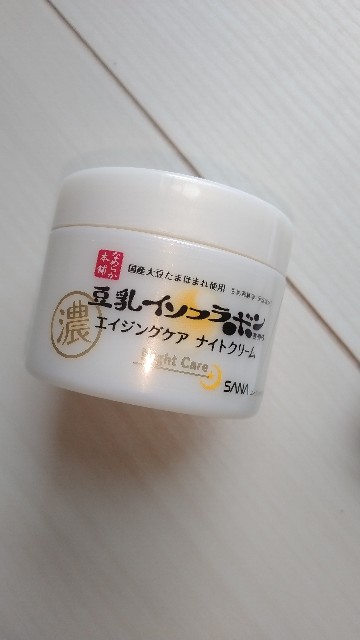 なめらか
本舗
国産大豆たまほまれ使用
豆乳イソフラボン
濃
エイジングケア ナイトクリーム
Night Care
SANA